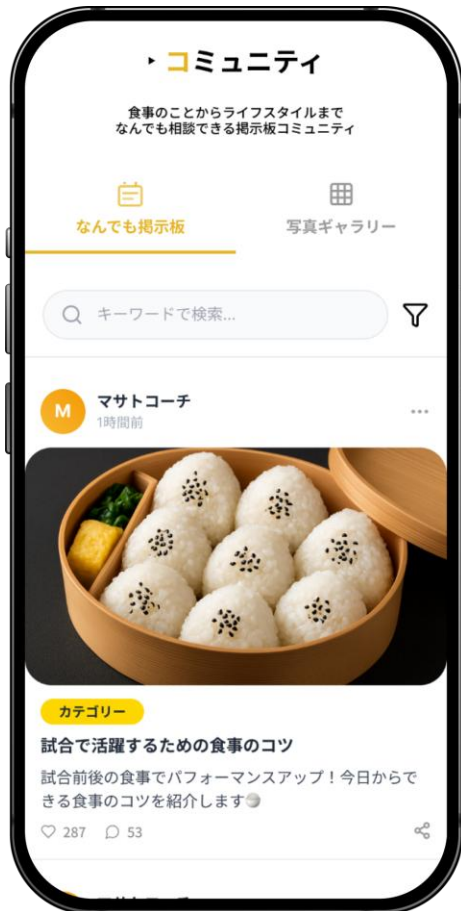 コミュニティ
食事のことからライフスタイルまで
なんでも相談できる掲示板コミュニティ
なんでも掲示板
写真ギャラリー
キーワードで検索...
M
マサトコーチ
1時間前
カテゴリー
試合で活躍するための食事のコツ
試合前後の食事でパフォーマンスアップ！今日からで
きる食事のコツを紹介します🍚
287
53